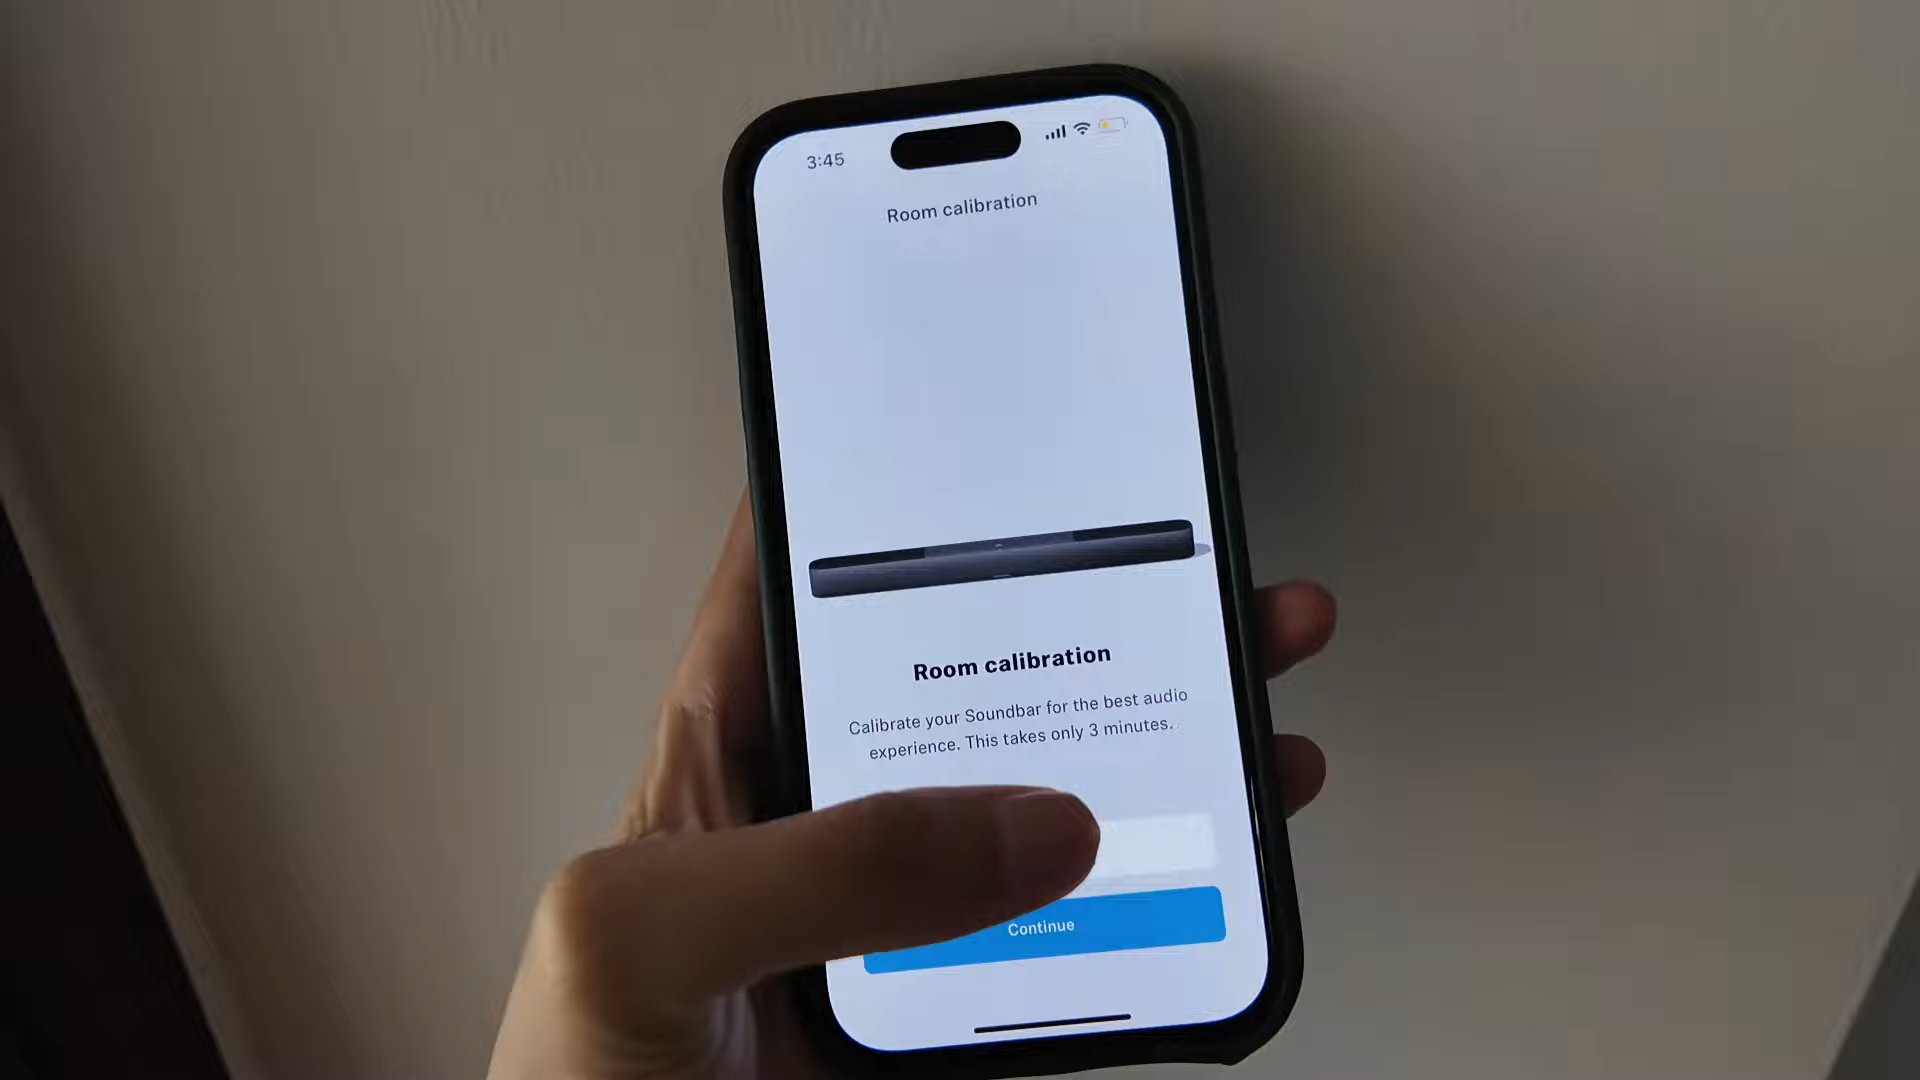 3:45
Room calibration
Room calibration
Calibrate your Soundbar for the best audio
experience. This takes only 3 minutes.
Continue